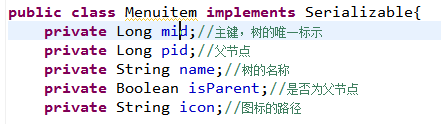 public class Menuitem implements Serializable{
private Long mid;//主键，树的唯一标示
private Long pid;//父节点
private String name;//树的名称
private Boolean isParent;//是否为父节点
private String icon;//图标的路径